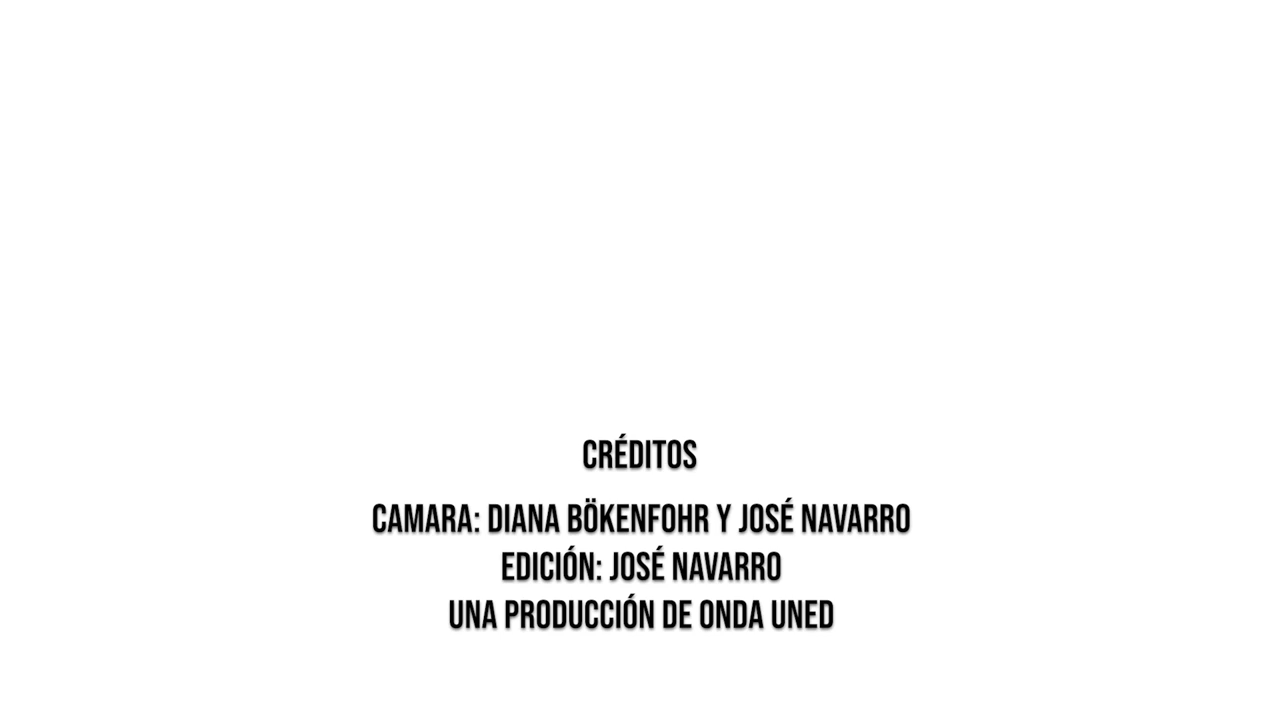 CRÉDITOS
CAMARA: DIANA BÖKENFOHR Y JOSÉ NAVARRO
EDICIÓN: JOSÉ NAVARRO
UNA PRODUCCIÓN DE ONDA UNED